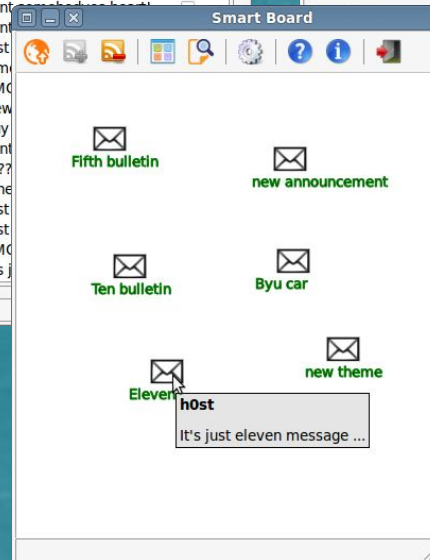 Smart Board
Fifth bulletin
new announcement
Ten bulletin
Byu car
new theme
Eleven
h0st
It's just eleven message ...